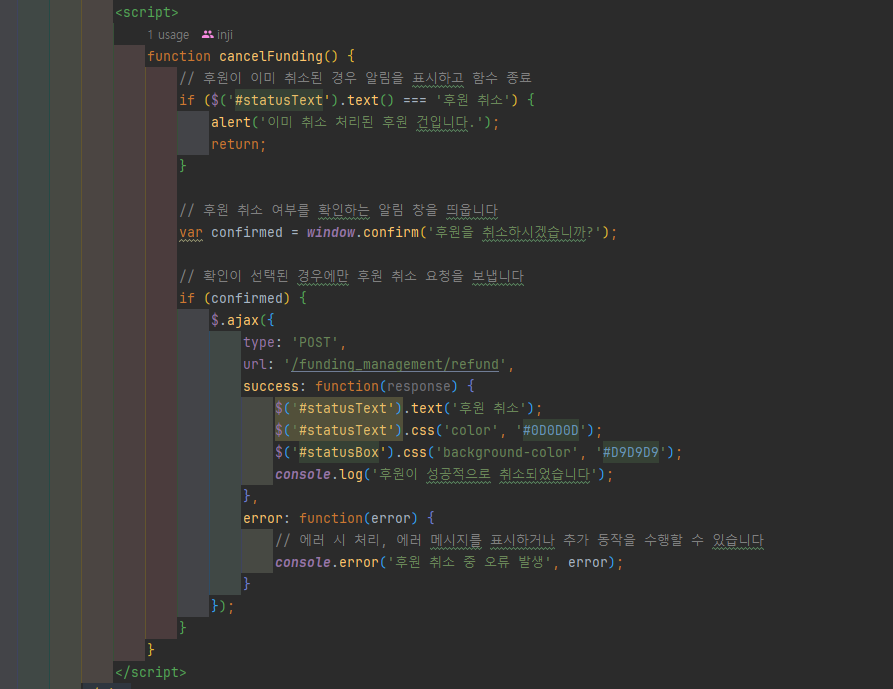 <script>
1 usage inji
function cancelFunding() {
// 후원이 이미 취소된 경우 알림을 표시하고 함수 종료
if ($('#statusText').text() === '후원 취소') {
alert('이미 취소 처리된 후원 건입니다.');
return;
}
// 후원 취소 여부를 확인하는 알림 창을 띄웁니다
var confirmed = window.confirm('후원을 취소하시겠습니까?');
// 확인이 선택된 경우에만 후원 취소 요청을 보냅니다
if (confirmed) {
$.ajax({
type: 'POST',
url: '/funding_management/refund',
success: function(response) {
$('#statusText').text('후원 취소');
$('#statusText').css('color', '#0D0D0D');
$('#statusBox').css('background-color', '#D9D9D9');
console.log('후원이 성공적으로 취소되었습니다');
},
error: function(error) {
// 에러 시 처리, 에러 메시지를 표시하거나 추가 동작을 수행할 수 있습니다
console.error('후원 취소 중 오류 발생', error);
}
});
}
}
</script>